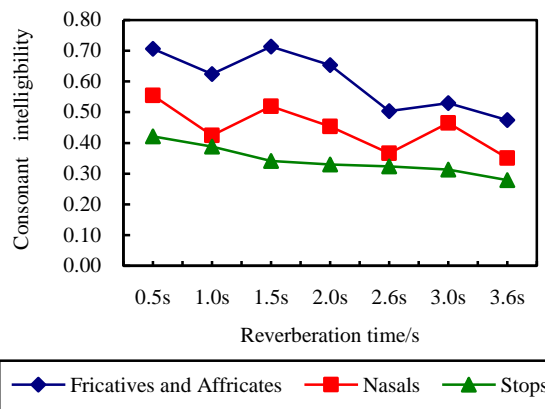 Consonant intelligibility
0.80
0.70
0.60
0.50
0.40
0.30
0.20
0.10
0.00
0.5s 1.0s 1.5s 2.0s 2.6s 3.0s 3.6s
Reverberation time/s
Fricatives and Affricates Nasals Stops